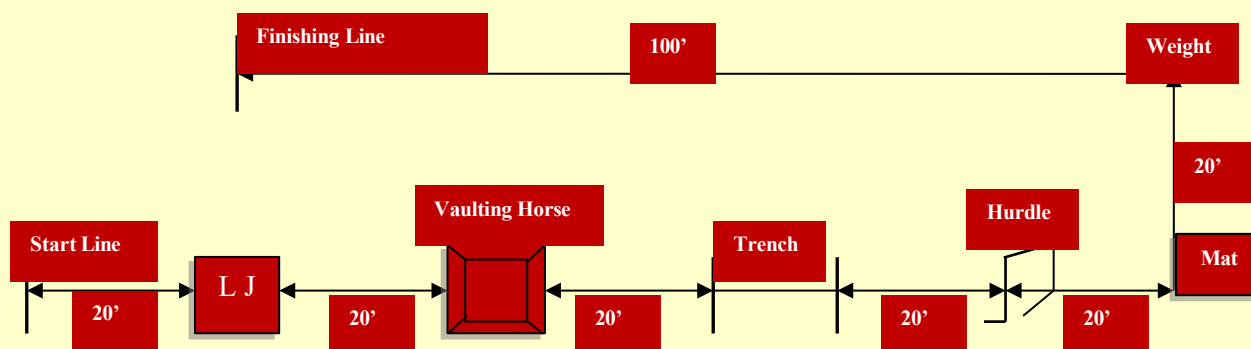 Finishing Line
100’
Weight
20’
Vaulting Horse
Hurdle
Start Line
Trench
Mat
L J
20’
20’
20’
20’
20’